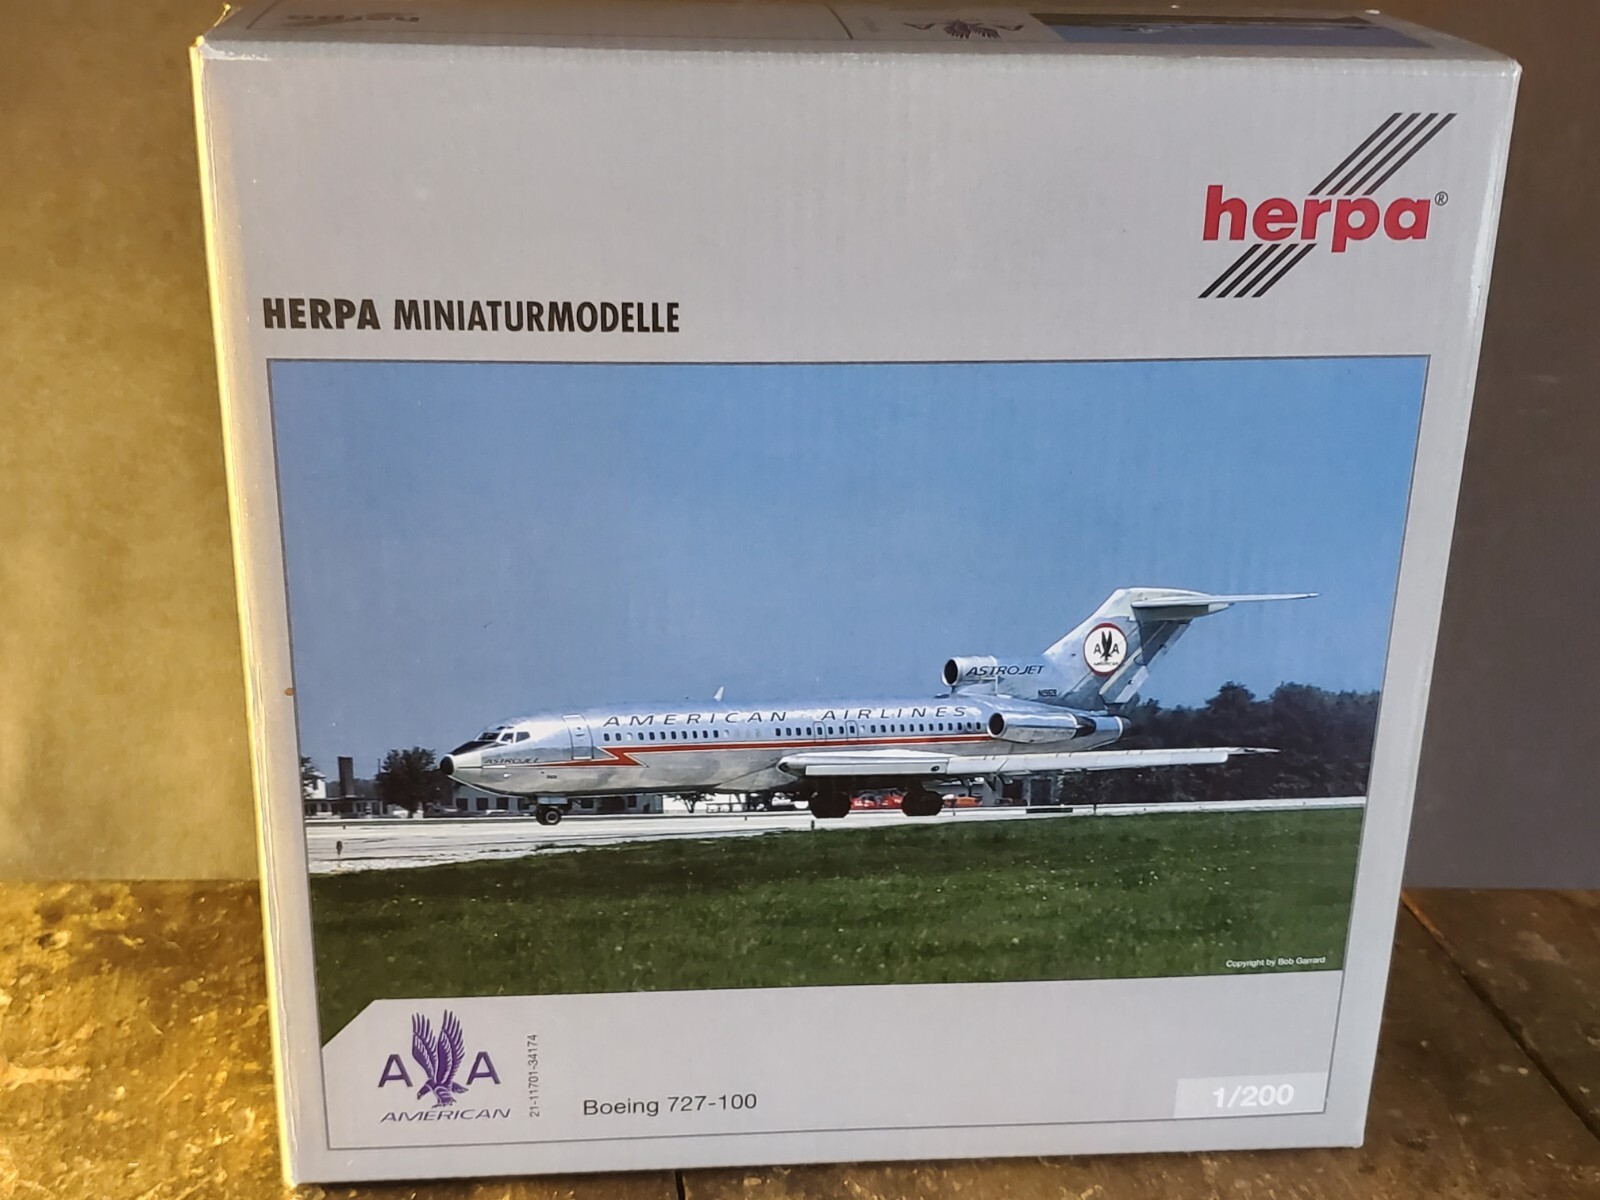 herpa®
HERPA MINIATURMODELLE
ASTROJET
A A
AMERICAN AIRLINES
ASTROJET
Copyright by Bob Garrard
A A
AMERICAN
21-11701-34174
Boeing 727-100
1/200